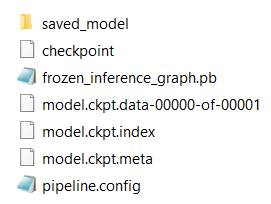 saved_model
checkpoint
frozen_inference_graph.pb
model.ckpt.data-00000-of-00001
model.ckpt.index
model.ckpt.meta
pipeline.config